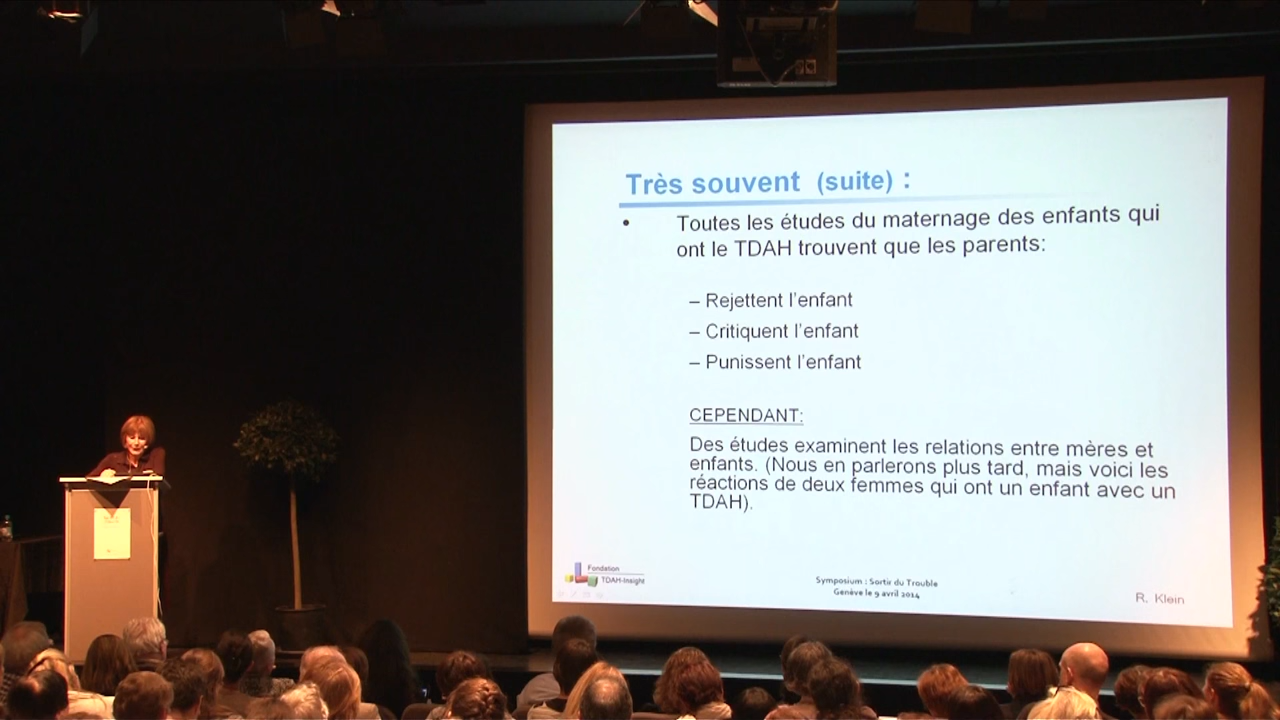 Très souvent (suite) :
• Toutes les études du maternage des enfants qui
ont le TDAH trouvent que les parents:
– Rejettent l'enfant
– Critiquent l'enfant
– Punissent l'enfant
CEPENDANT:
Des études examinent les relations entre mères et
enfants. (Nous en parlerons plus tard, mais voici les
réactions de deux femmes qui ont un enfant avec un
TDAH).
Fondation
TDAH-Insight
Symposium : Sortir du Trouble
Genève le 9 avril 2014
R. Klein